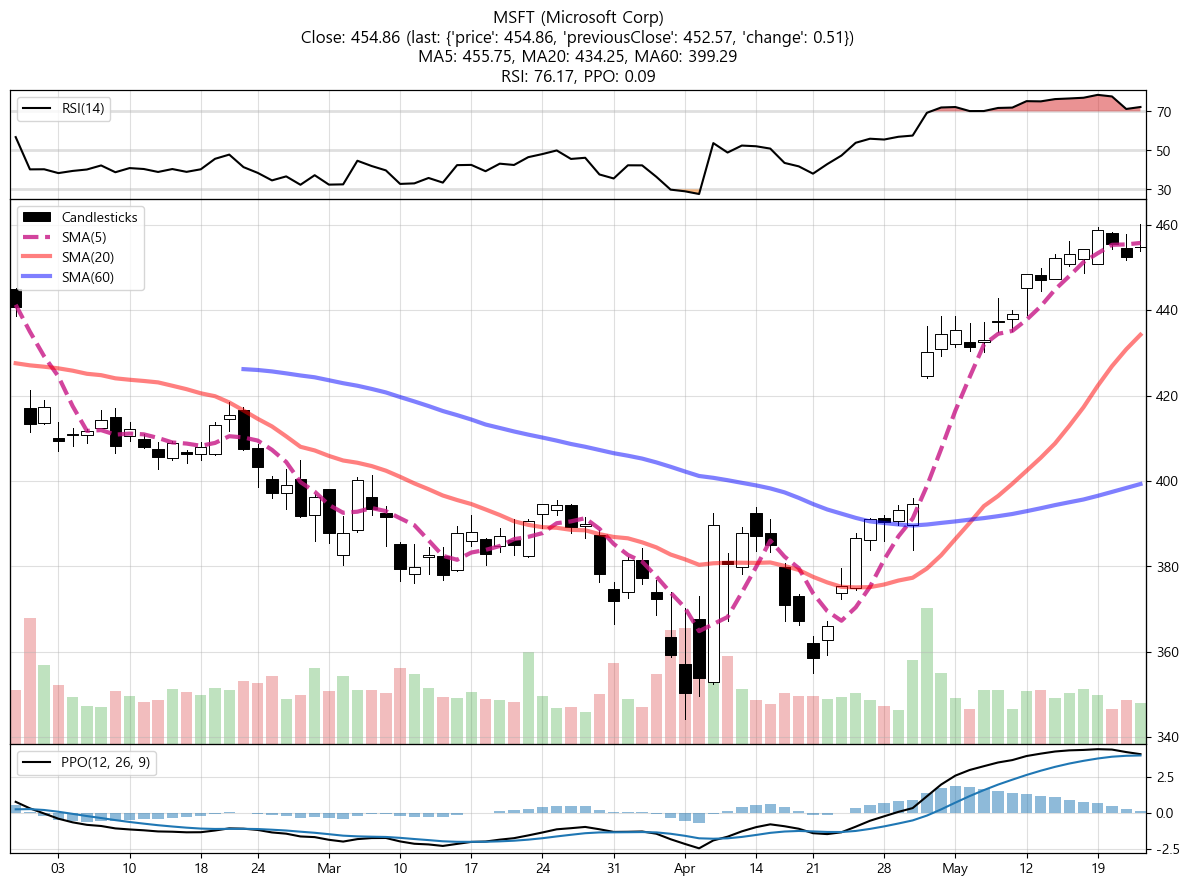 MSFT (Microsoft Corp)
Close: 454.86 (last: {'price': 454.86, 'previousClose': 452.57, 'change': 0.51})
MA5: 455.75, MA20: 434.25, MA60: 399.29
RSI: 76.17, PPO: 0.09
RSI(14)
70
50
30
Candlesticks
SMA(5)
SMA(20)
SMA(60)
460
440
420
400
380
360
340
PPO(12, 26, 9)
2.5
0.0
−2.5
03 10 18 24 Mar 10 17 24 31 Apr 14 21 28 May 12 19